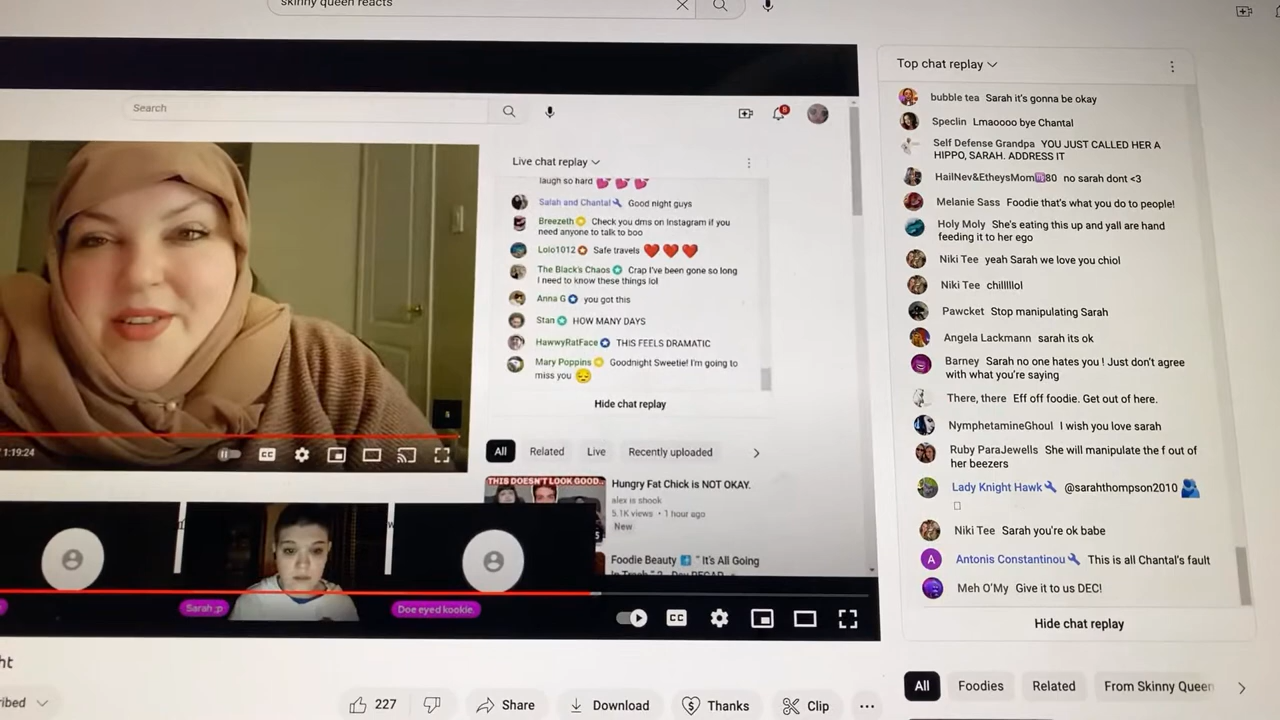 skinny queen reacts
Search
8
Live chat replay
laugh so hard
Salah and Chantal Good night guys
Breezeth Check you dms on Instagram if you
need anyone to talk to boo
Lolo1012 Safe travels
The Black's Chaos Crap I've been gone so long
I need to know these things lol
Anna G you got this
Stan HOW MANY DAYS
HawwyRatFace THIS FEELS DRAMATIC
Mary Poppins Goodnight Sweetie! I'm going to
miss you
Hide chat replay
1:19:24
CC
All Related Live Recently uploaded
THIS DOESN'T LOOK GOOD..
Hungry Fat Chick is NOT OKAY.
alex is shook
5.1K views • 1 hour ago
New
Foodie Beauty "It's All Going
Sarah ;p
Doe eyed kookie.
CC
ht
ribed
227
Share
Download
Thanks
Clip
Top chat replay
bubble tea Sarah it's gonna be okay
Speclin Lmaoooo bye Chantal
Self Defense Grandpa YOU JUST CALLED HER A
HIPPO, SARAH. ADDRESS IT
HailNev&EtheysMom 80 no sarah dont <3
Melanie Sass Foodie that's what you do to people!
Holy Moly She's eating this up and yall are hand
feeding it to her ego
Niki Tee yeah Sarah we love you chiol
Niki Tee chilllllol
Pawcket Stop manipulating Sarah
Angela Lackmann sarah its ok
Barney Sarah no one hates you ! Just don't agree
with what you're saying
There, there Eff off foodie. Get out of here.
NymphetamineGhoul I wish you love sarah
Ruby ParaJewells She will manipulate the f out of
her beezers
Lady Knight Hawk @sarahthompson2010
Niki Tee Sarah you're ok babe
Antonis Constantinou This is all Chantal's fault
Meh O'My Give it to us DEC!
Hide chat replay
All Foodies Related From Skinny Queen